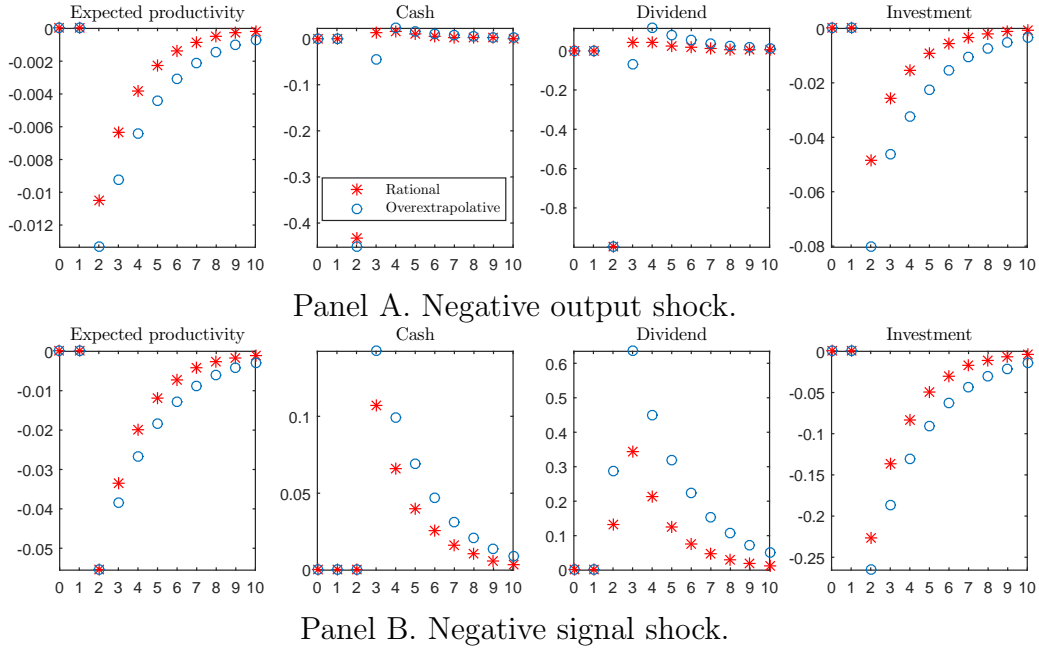 Expected productivity
Cash
Dividend
Investment
0
-0.002
-0.004
-0.006
-0.008
-0.01
-0.012
0 1 2 3 4 5 6 7 8 9 10
0
-0.1
-0.2
-0.3
-0.4
Rational
Overextrapolative
0 1 2 3 4 5 6 7 8 9 10
0
-0.2
-0.4
-0.6
-0.8
0 1 2 3 4 5 6 7 8 9 10
0
-0.02
-0.04
-0.06
-0.08
0 1 2 3 4 5 6 7 8 9 10
Panel A. Negative output shock.
Expected productivity
Cash
Dividend
Investment
0
-0.01
-0.02
-0.03
-0.04
-0.05
0 1 2 3 4 5 6 7 8 9 10
0.1
0.05
0
0 1 2 3 4 5 6 7 8 9 10
0.6
0.5
0.4
0.3
0.2
0.1
0
0 1 2 3 4 5 6 7 8 9 10
0
-0.05
-0.1
-0.15
-0.2
-0.25
0 1 2 3 4 5 6 7 8 9 10
Panel B. Negative signal shock.